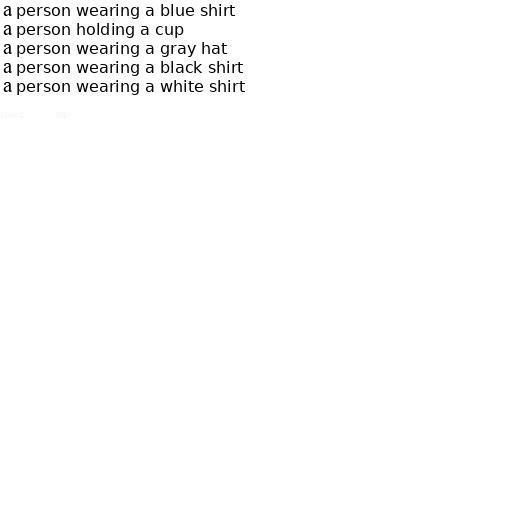 a person wearing a blue shirt
a person holding a cup
a person wearing a gray hat
a person wearing a black shirt
a person wearing a white shirt